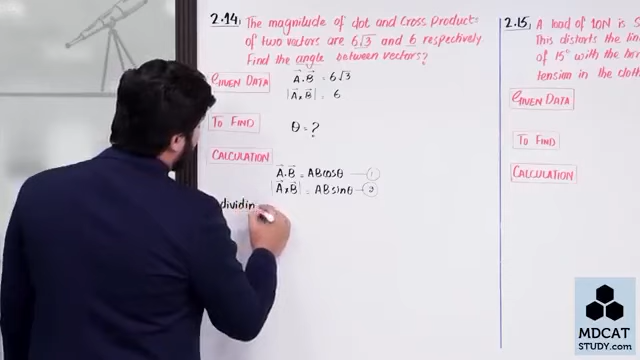 2.14, The magnitude of dot and cross products
of two vectors are 6√3 and 6 respectively.
Find the angle between vectors?
GIVEN DATA
A⃗.B⃗ = 6√3
|A⃗×B⃗| = 6
TO FIND
θ = ?
CALCULATION
A⃗.B⃗ = ABcosθ — 1
|A⃗×B⃗| = ABsinθ — 2
dividin
2.15, A load of 10N is
This distorts the
of 15° with the
tension in the
GIVEN DATA
TO FIND
CALCULATION
MDCAT
STUDY.com